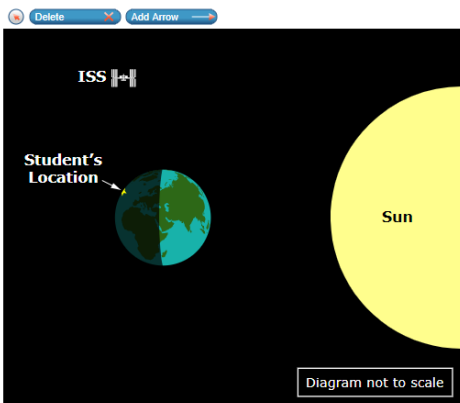 Delete
Add Arrow
ISS
Student's
Location
Sun
Diagram not to scale